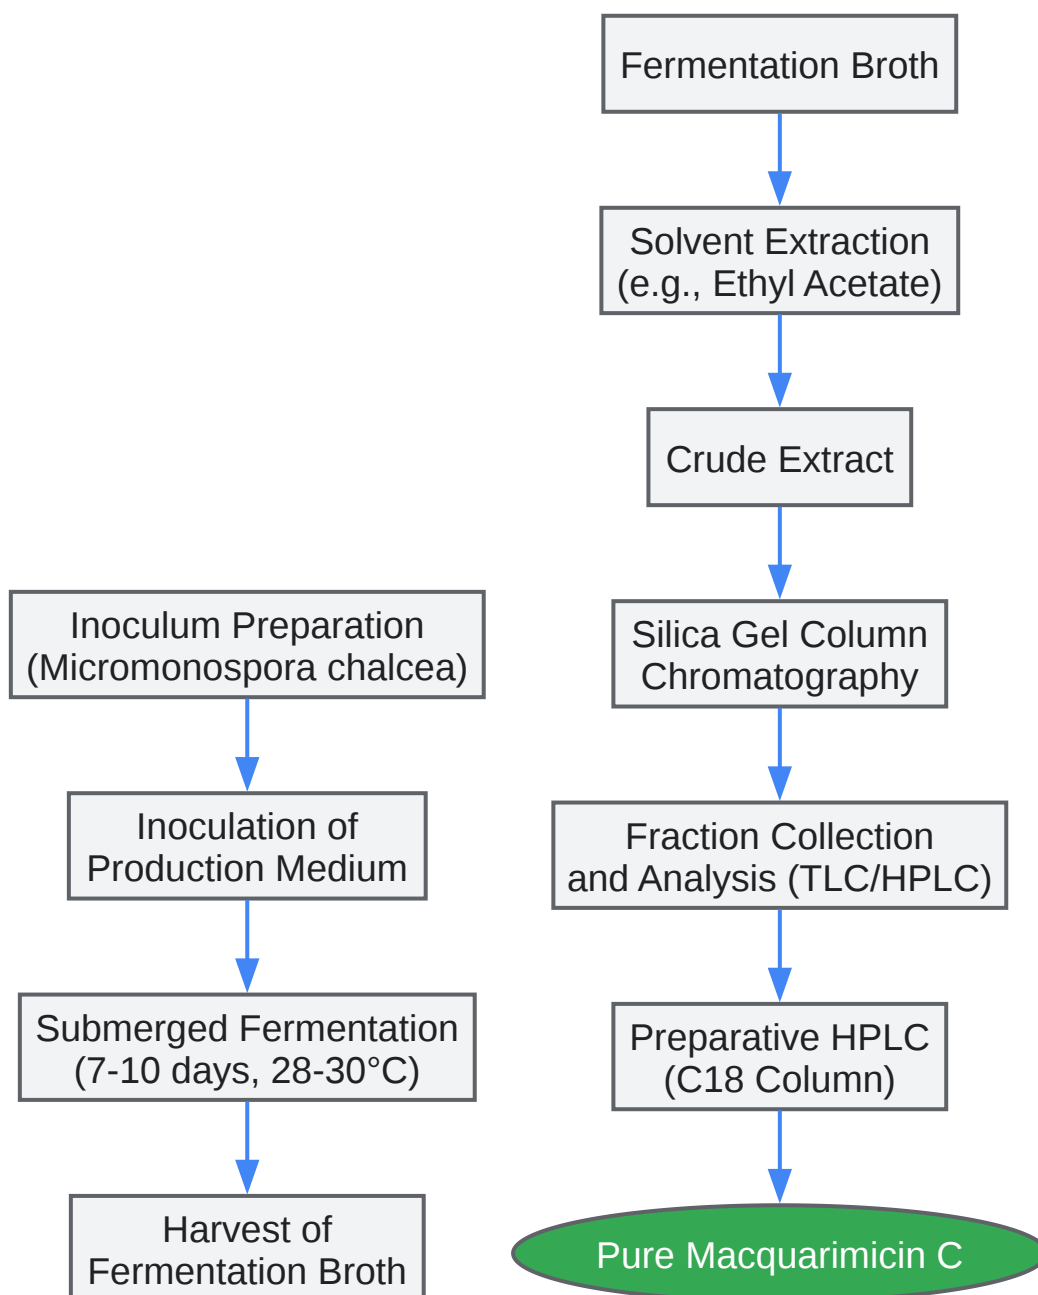 Fermentation Broth
Solvent Extraction
(e.g., Ethyl Acetate)
Crude Extract
Silica Gel Column
Chromatography
Fraction Collection
and Analysis (TLC/HPLC)
Preparative HPLC
(C18 Column)
Pure Macquarimicin C
Inoculum Preparation
(Micromonospora chalcea)
Inoculation of
Production Medium
Submerged Fermentation
(7-10 days, 28-30°C)
Harvest of
Fermentation Broth